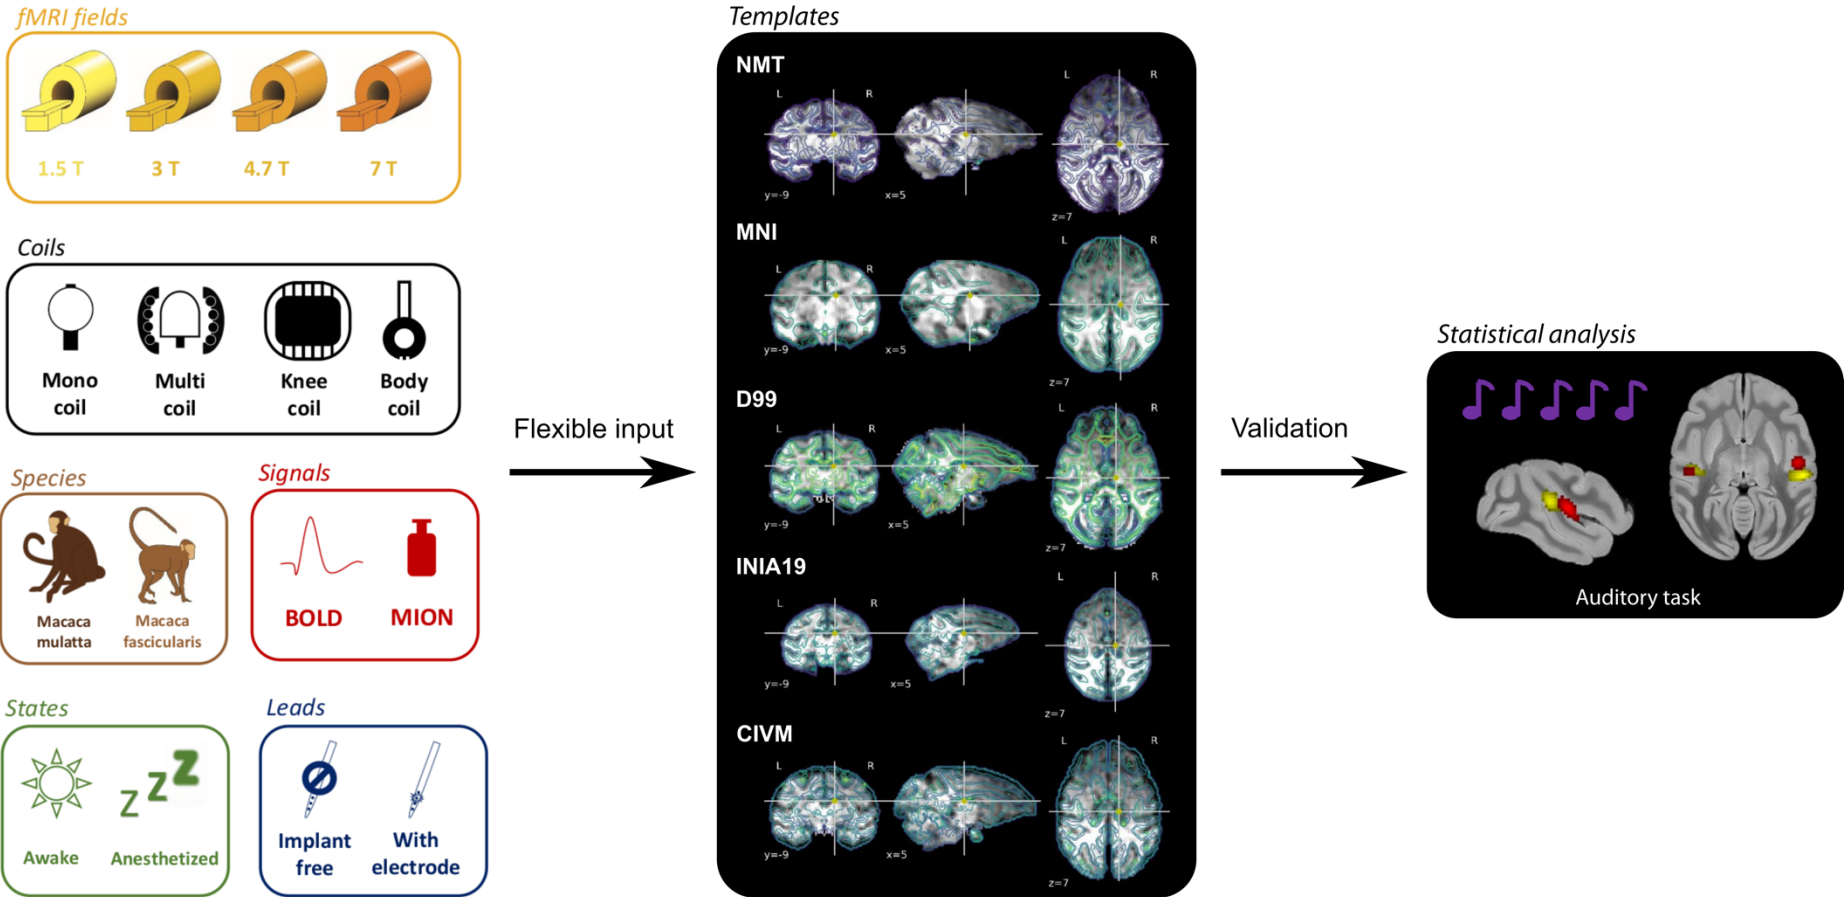 fMRI fields
1.5 T 3 T 4.7 T 7 T
Coils
Mono coil
Multi coil
Knee coil
Body coil
Species
Macaca mulatta
Macaca fascicularis
Signals
BOLD MION
States
Awake Anesthetized
Leads
Implant free
With electrode
Flexible input
Templates
NMT
L R L R
y=-9 x=5 z=7
MNI
L R L R
y=-9 x=5 z=7
D99
L R L R
y=-9 x=5 z=7
INIA19
L R L R
y=-9 x=5 z=7
CIVM
L R L R
y=-9 x=5 z=7
Validation
Statistical analysis
Auditory task
z z z